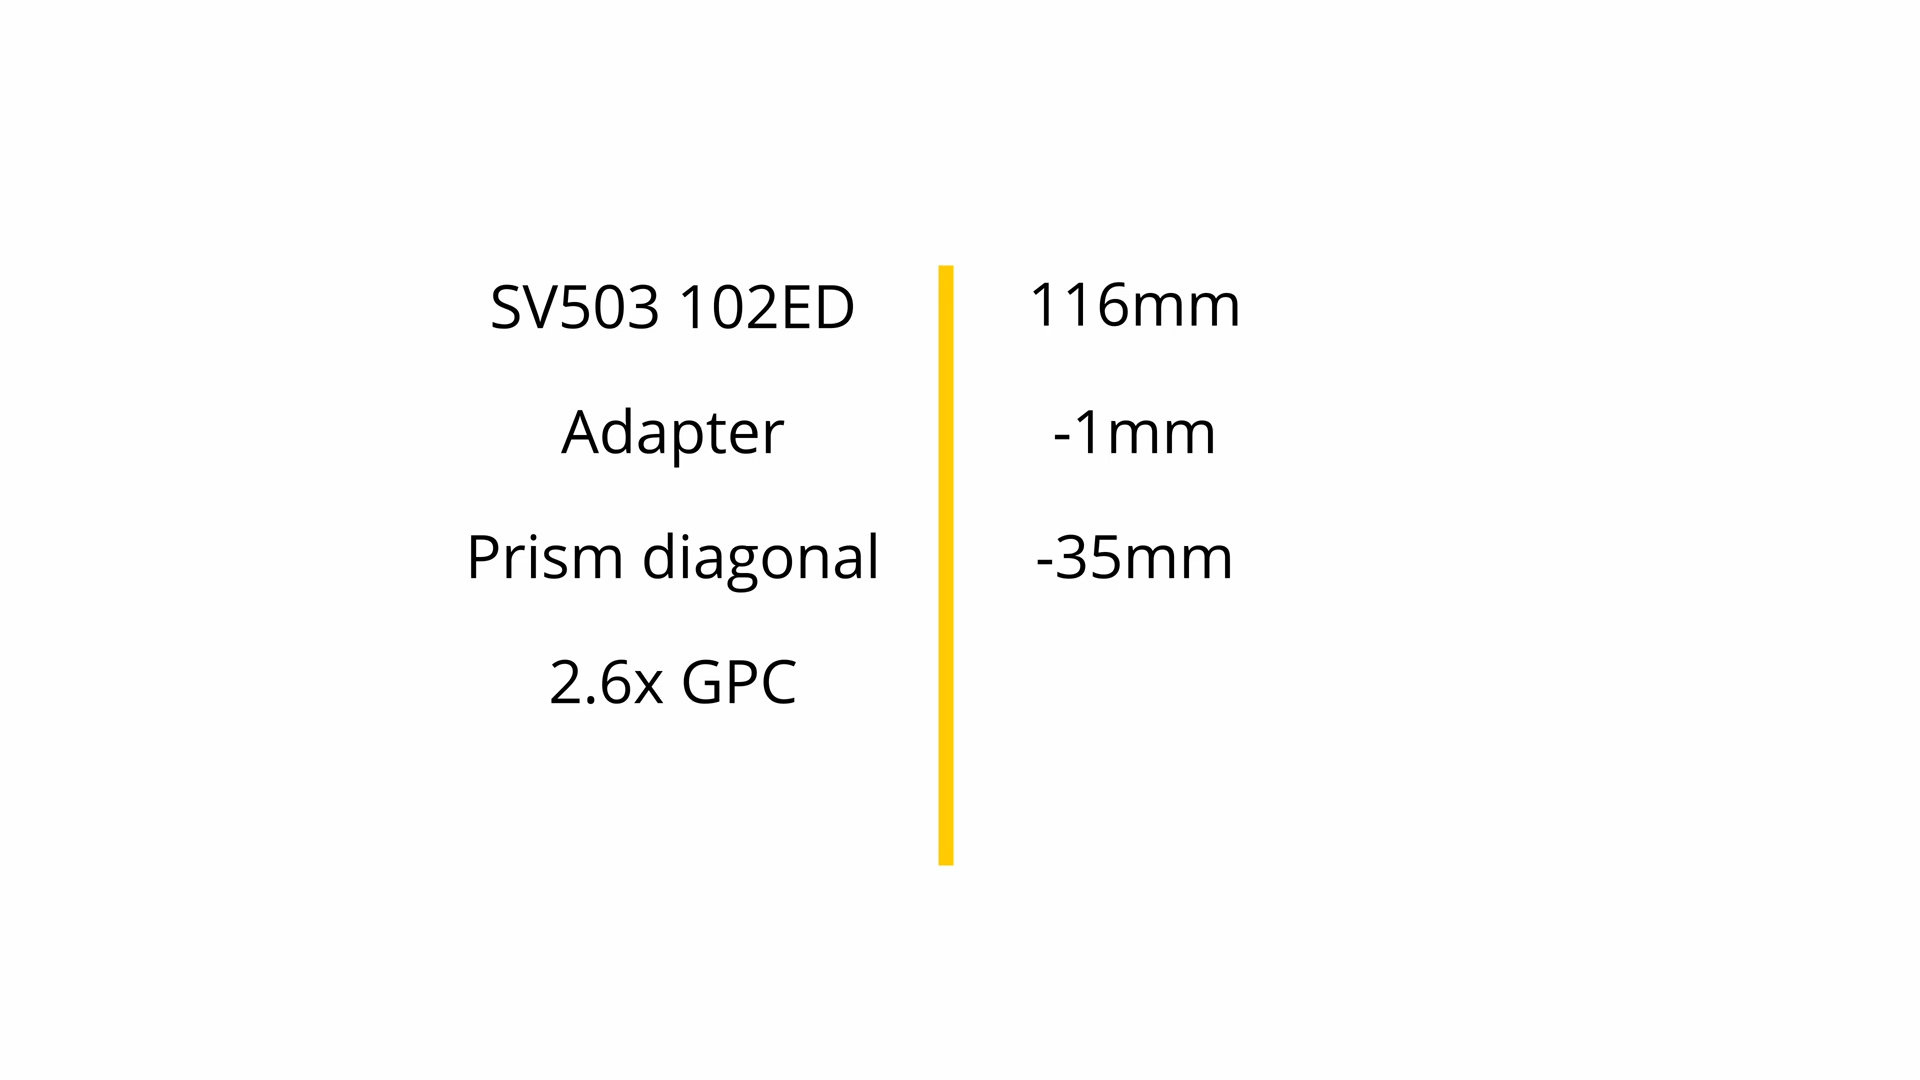 SV503 102ED 116mm
Adapter -1mm
Prism diagonal -35mm
2.6x GPC